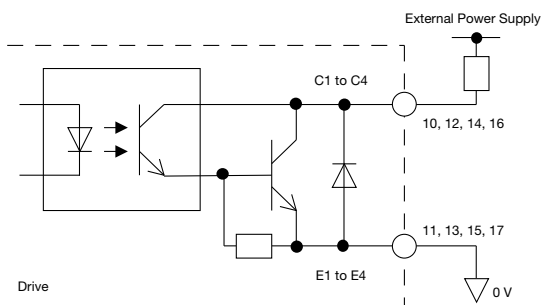 External Power Supply
C1 to C4
10, 12, 14, 16
11, 13, 15, 17
E1 to E4
Drive
0 V